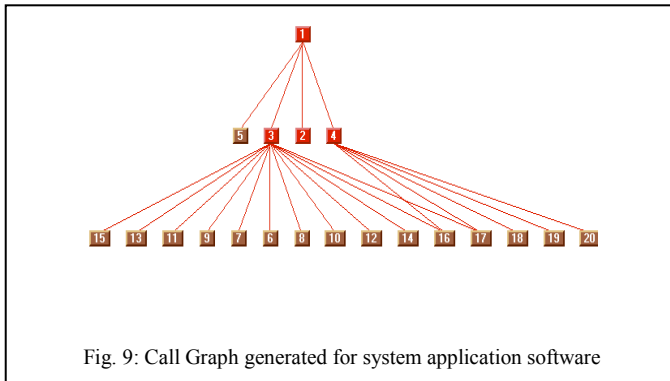 1
5 3 2 4
15 13 11 9 7 6 8 10 12 14 16 17 18 19 20
Fig. 9: Call Graph generated for system application software